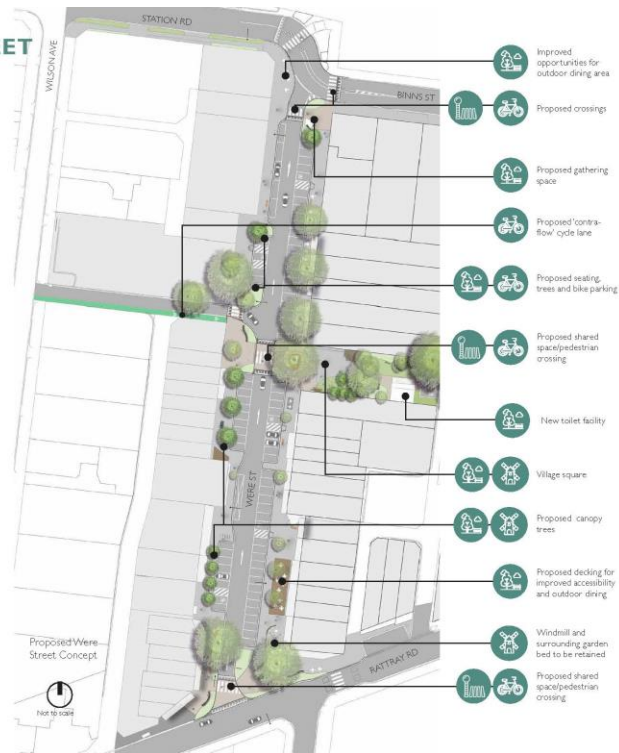 EET
STATION RD
WILSON AVE
BINNS ST
Improved
opportunities for
outdoor dining area
Proposed crossings
Proposed gathering
space
Proposed 'contra-
flow' cycle lane
Proposed seating,
trees and bike parking
Proposed shared
space/pedestrian
crossing
New toilet facility
Village square
WERE ST
Proposed canopy
trees
Proposed decking for
improved accessibility
and outdoor dining
Windmill and
surrounding garden
bed to be retained
RATTRAY RD
Proposed shared
space/pedestrian
crossing
Proposed Were
Street Concept
Not to scale